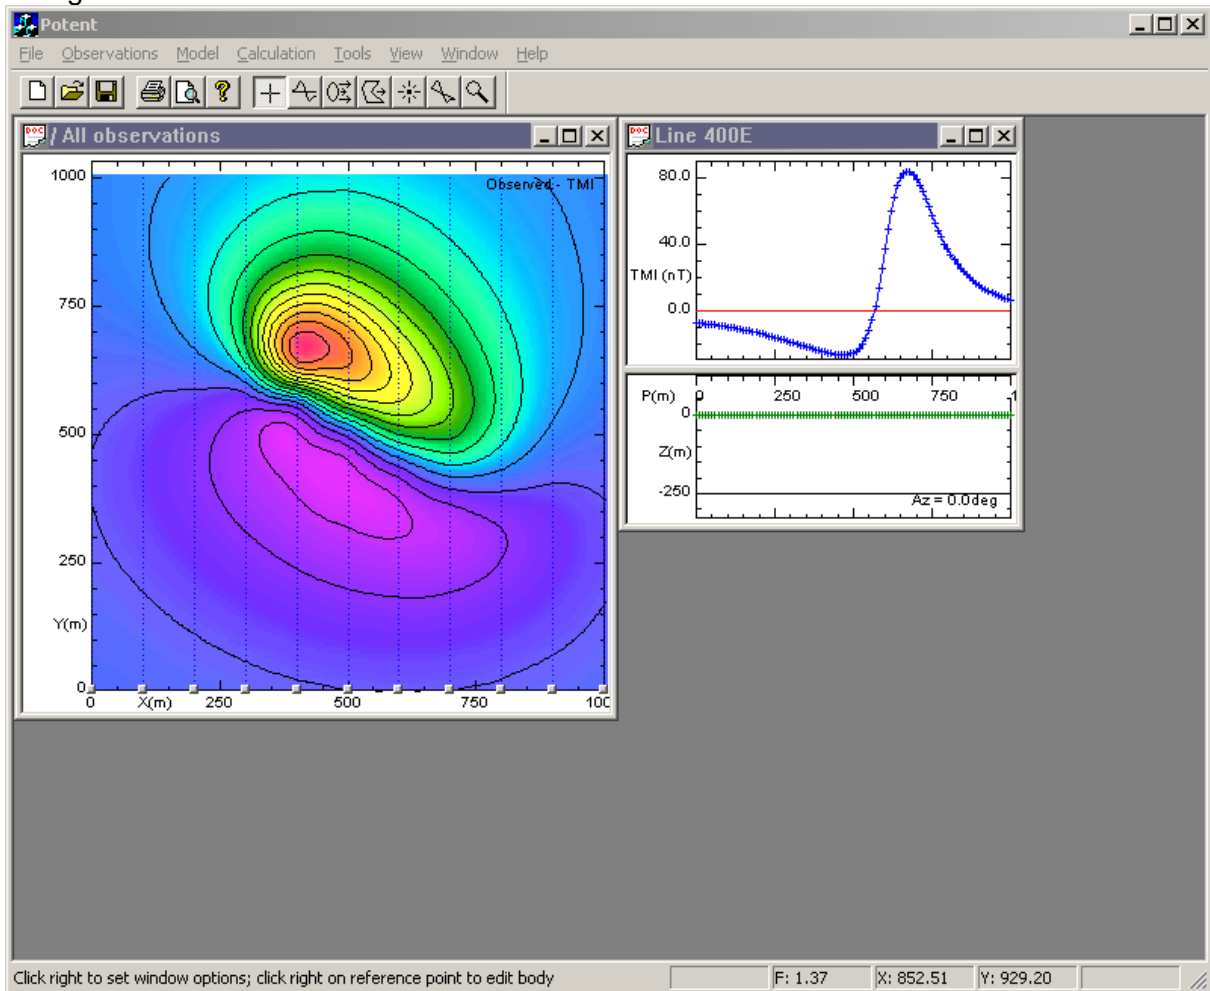 Potent
File Observations Model Calculation Tools View Window Help
/ All observations
Observed - TMI
1000
750
500
250
0
Y(m)
0 X(m) 250 500 750 100
Line 400E
80.0
40.0
TMI (nT)
0.0
P(m) 0 250 500 750 1
0
Z(m)
-250
Az = 0.0deg
Click right to set window options; click right on reference point to edit body F: 1.37 X: 852.51 Y: 929.20